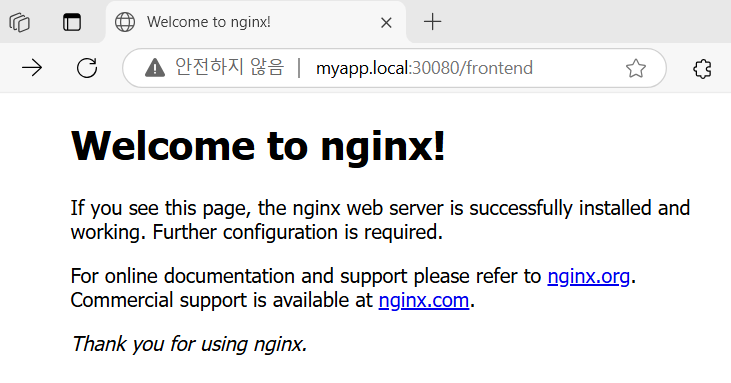 Welcome to nginx!
안전하지 않음 | myapp.local:30080/frontend
Welcome to nginx!
If you see this page, the nginx web server is successfully installed and
working. Further configuration is required.
For online documentation and support please refer to nginx.org.
Commercial support is available at nginx.com.
Thank you for using nginx.